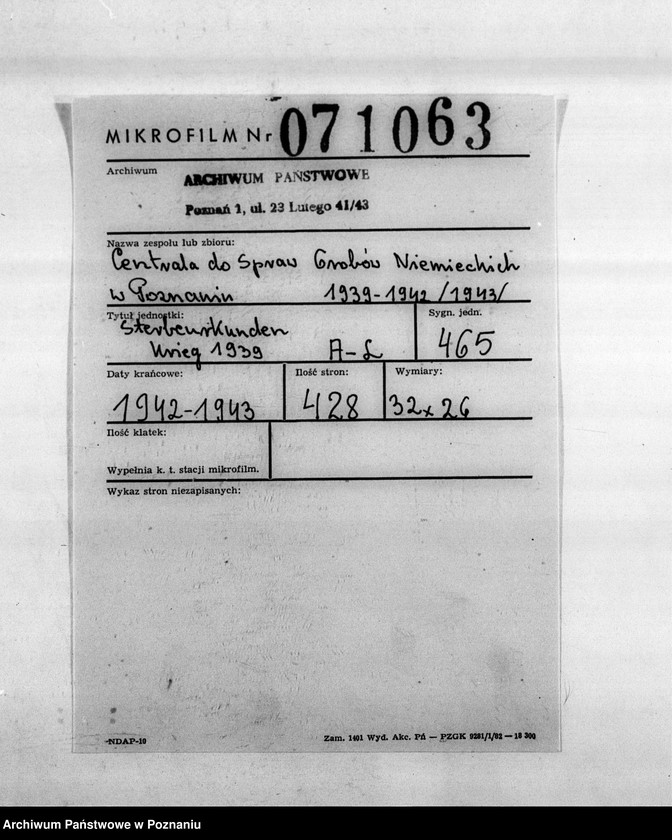 MIKROFILM Nr 071063
Archiwum
ARCHIWUM PAŃSTWOWE
Poznań 1, ul. 23 Lutego 41/43
Nazwa zespołu lub zbioru:
Centrala do Spraw Grobów Niemieckich
w Poznaniu 1939-1942 /1943/
Tytuł jednostki:
Sterbeurkunden
Krieg 1939 A-L
Sygn. jedn.
465
Daty krańcowe:
1942-1943
Ilość stron:
428
Wymiary:
32x26
Ilość klatek:
Wypełnia k. t. stacji mikrofilm.
Wykaz stron niezapisanych:
NDAP-10
Zam. 1401 Wyd. Akc. Pń — PZGK 9281/1/82 — 18 300
Archiwum Państwowe w Poznaniu